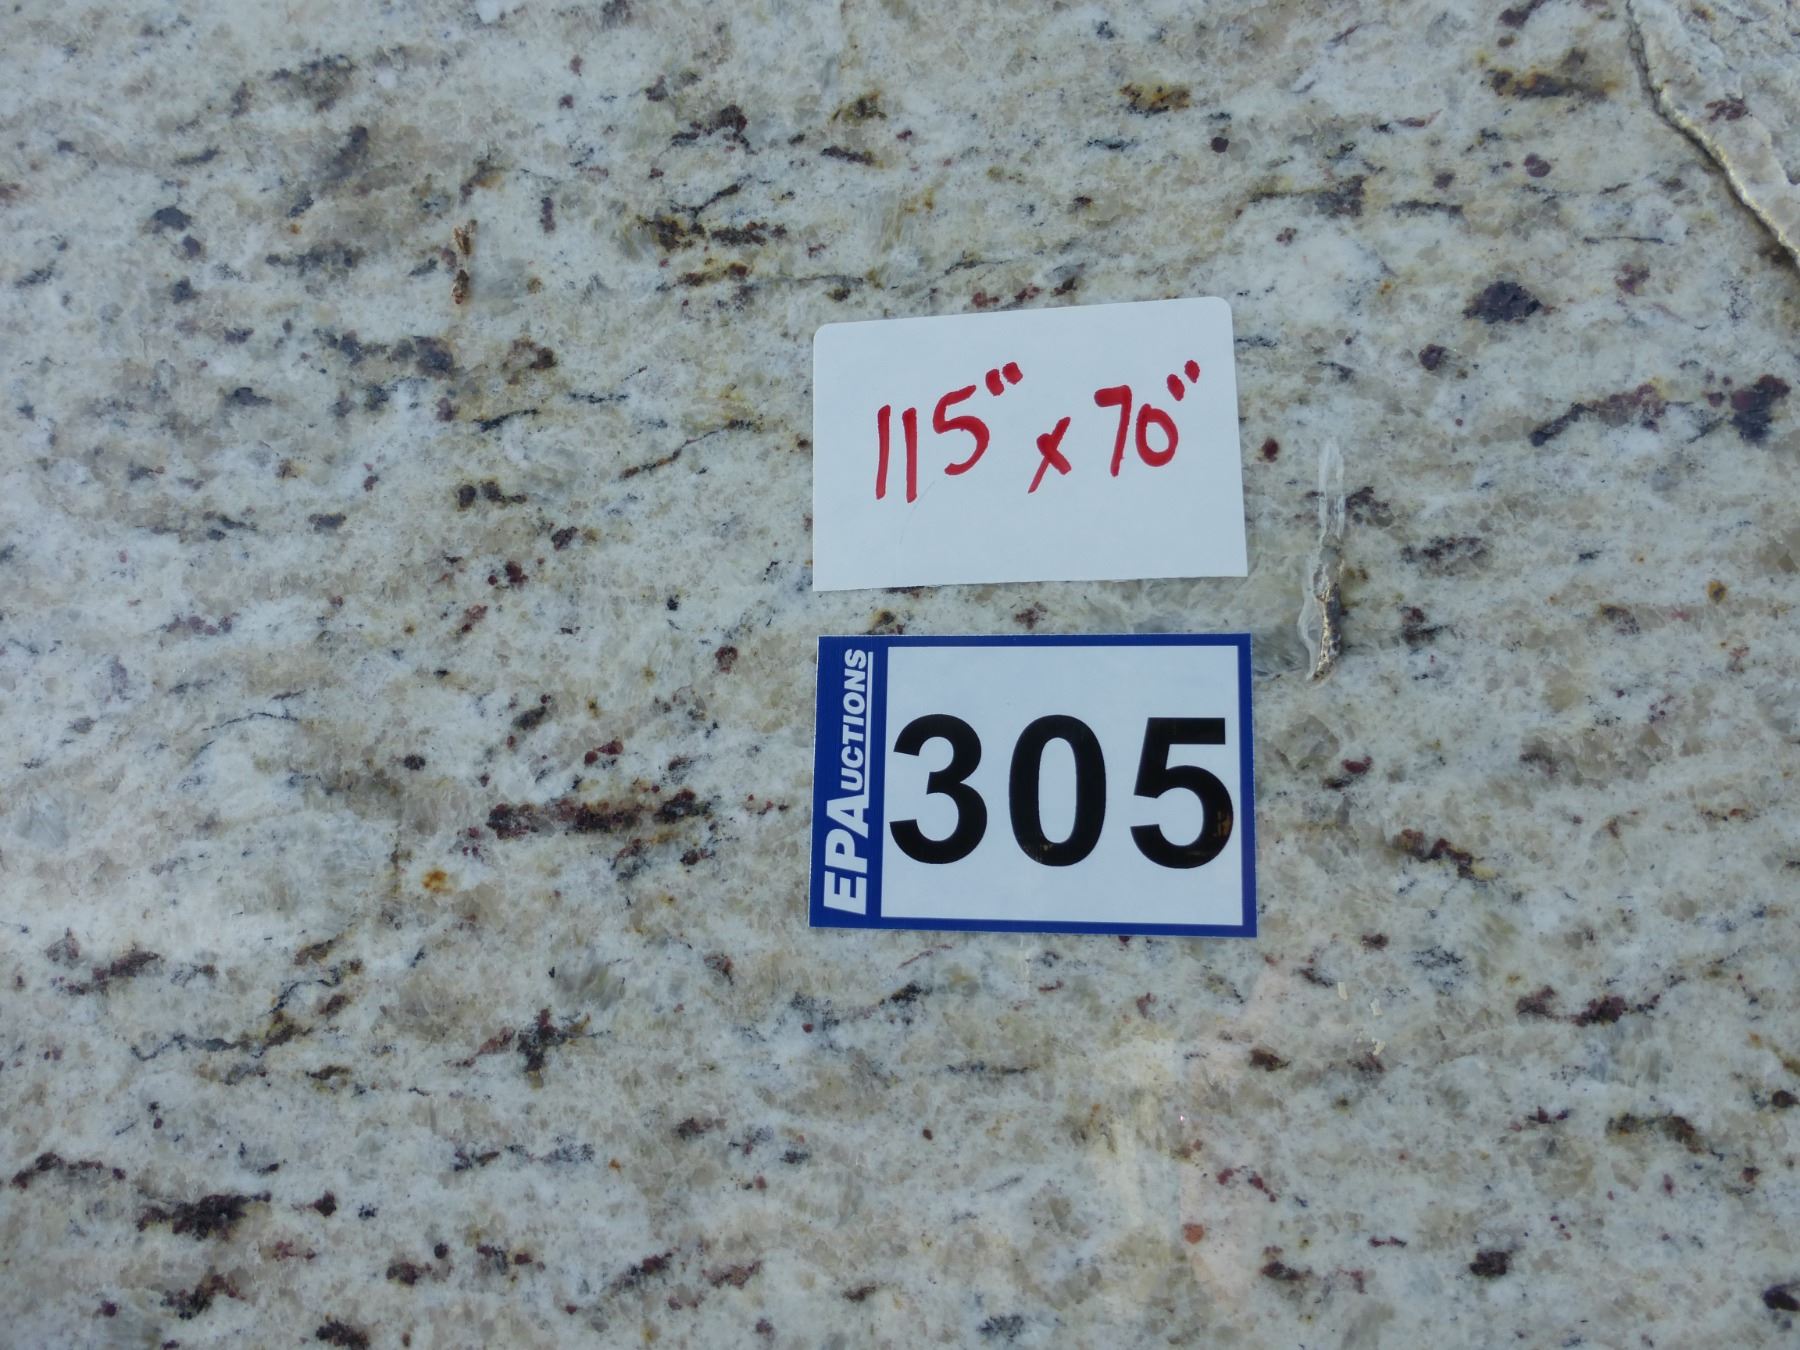 115" x 70"
EPAUCTIONS
305